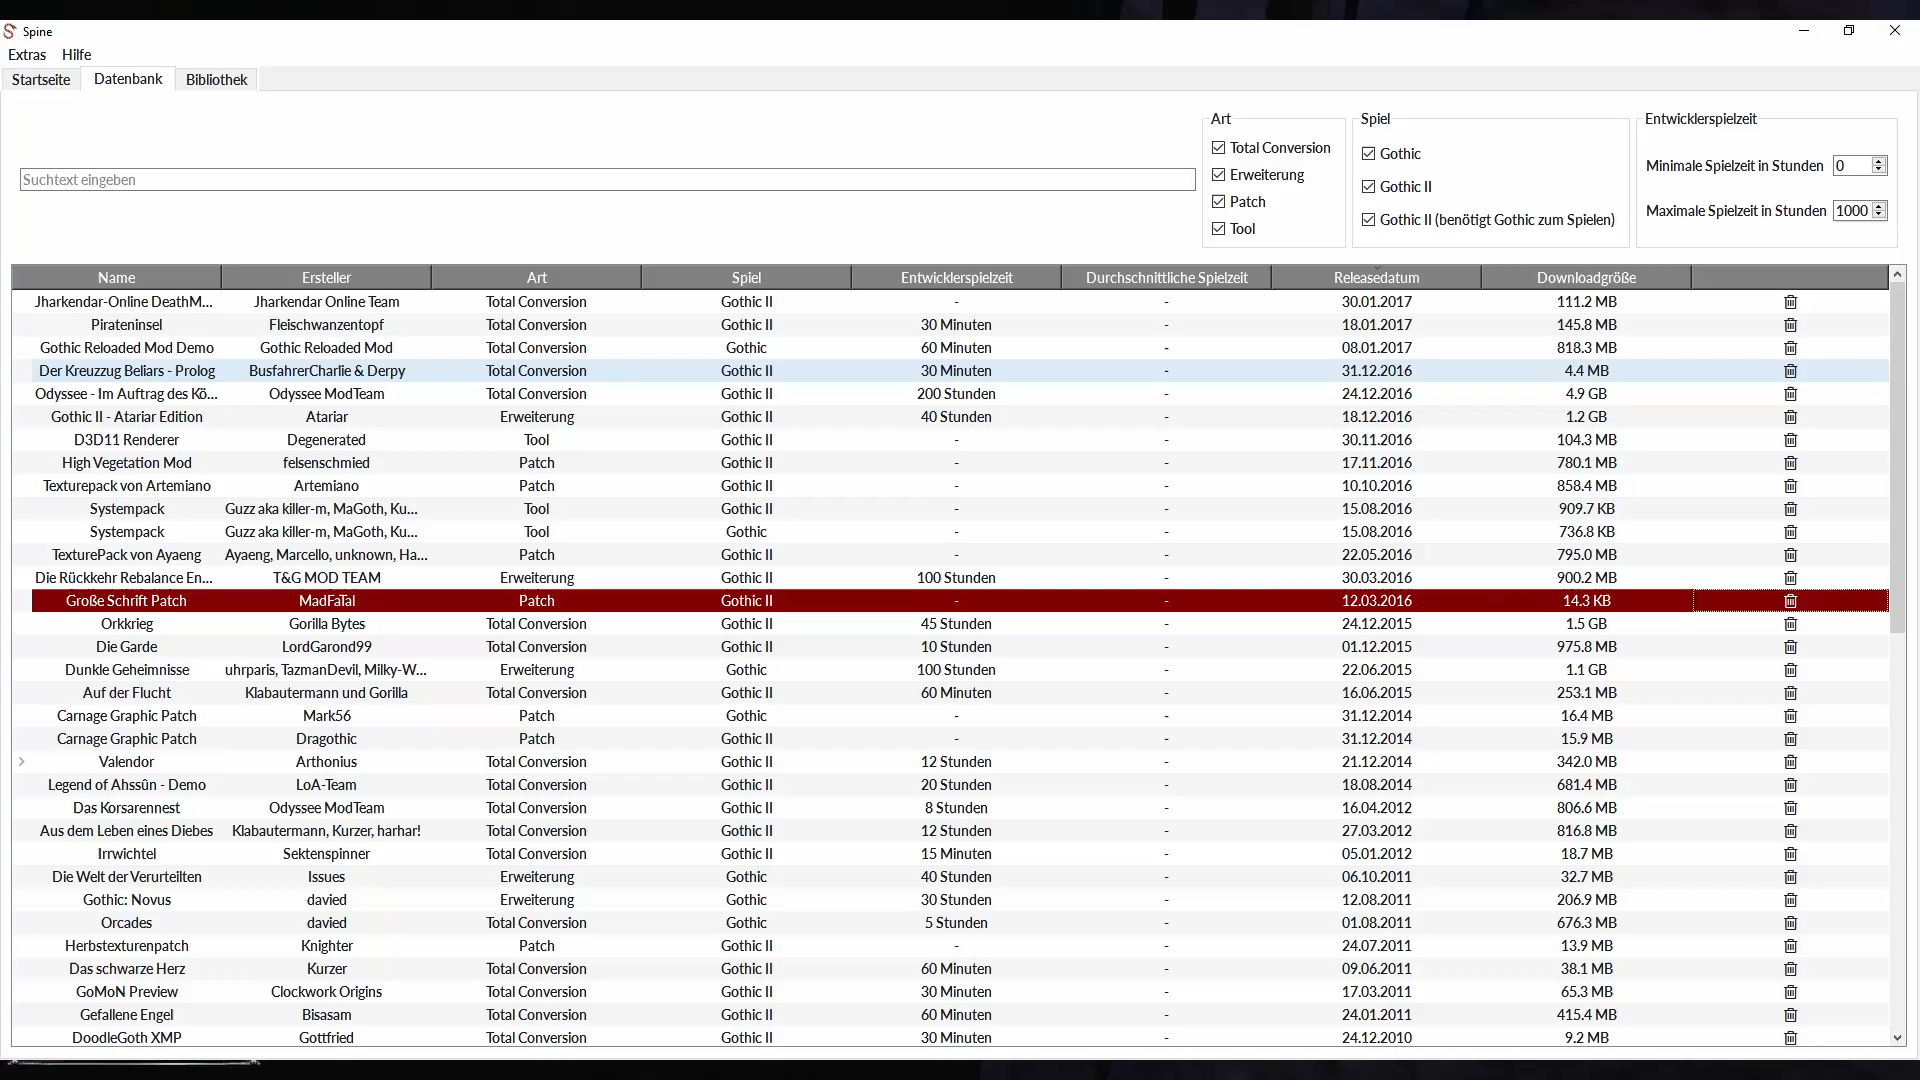 Spine
Extras Hilfe
Startseite Datenbank Bibliothek
Suchtext eingeben
Art
Total Conversion
Erweiterung
Patch
Tool
Spiel
Gothic
Gothic II
Gothic II (benötigt Gothic zum Spielen)
Entwicklerspielzeit
Minimale Spielzeit in Stunden 0
Maximale Spielzeit in Stunden 1000
Name Ersteller Art Spiel Entwicklerspielzeit Durchschnittliche Spielzeit Releasedatum Downloadgröße
Jharkendar-Online DeathM... Jharkendar Online Team Total Conversion Gothic II - - 30.01.2017 111.2 MB
Pirateninsel Fleischwanzentopf Total Conversion Gothic II 30 Minuten - 18.01.2017 145.8 MB
Gothic Reloaded Mod Demo Gothic Reloaded Mod Total Conversion Gothic 60 Minuten - 08.01.2017 818.3 MB
Der Kreuzzug Beliars - Prolog BusfahrerCharlie & Derpy Total Conversion Gothic II 30 Minuten - 31.12.2016 4.4 MB
Odyssee - Im Auftrag des Kö... Odyssee ModTeam Total Conversion Gothic II 200 Stunden - 24.12.2016 4.9 GB
Gothic II - Atariar Edition Atariar Erweiterung Gothic II 40 Stunden - 18.12.2016 1.2 GB
D3D11 Renderer Degenerated Tool Gothic II - - 30.11.2016 104.3 MB
High Vegetation Mod felsenschmied Patch Gothic II - - 17.11.2016 780.1 MB
Texturepack von Artemiano Artemiano Patch Gothic II - - 10.10.2016 858.4 MB
Systempack Guzz aka killer-m, MaGoth, Ku... Tool Gothic II - - 15.08.2016 909.7 KB
Systempack Guzz aka killer-m, MaGoth, Ku... Tool Gothic - - 15.08.2016 736.8 KB
TexturePack von Ayaeng Ayaeng, Marcello, unknown, Ha... Patch Gothic II - - 22.05.2016 795.0 MB
Die Rückkehr Rebalance En... T&G MOD TEAM Erweiterung Gothic II 100 Stunden - 30.03.2016 900.2 MB
Große Schrift Patch MadFaTal Patch Gothic II - - 12.03.2016 14.3 KB
Orkkrieg Gorilla Bytes Total Conversion Gothic II 45 Stunden - 24.12.2015 1.5 GB
Die Garde LordGarond99 Total Conversion Gothic II 10 Stunden - 01.12.2015 975.8 MB
Dunkle Geheimnisse uhrparis, TazmanDevil, Milky-W... Erweiterung Gothic 100 Stunden - 22.06.2015 1.1 GB
Auf der Flucht Klabautermann und Gorilla Total Conversion Gothic II 60 Minuten - 16.06.2015 253.1 MB
Carnage Graphic Patch Mark56 Patch Gothic - - 31.12.2014 16.4 MB
Carnage Graphic Patch Dragothic Patch Gothic II - - 31.12.2014 15.9 MB
Valendor Arthonius Total Conversion Gothic II 12 Stunden - 21.12.2014 342.0 MB
Legend of Ahssûn - Demo LoA-Team Total Conversion Gothic II 20 Stunden - 18.08.2014 681.4 MB
Das Korsarennest Odyssee ModTeam Total Conversion Gothic II 8 Stunden - 16.04.2012 806.6 MB
Aus dem Leben eines Diebes Klabautermann, Kurzer, harhar! Total Conversion Gothic II 12 Stunden - 27.03.2012 816.8 MB
Irrwichtel Sektenspinner Total Conversion Gothic II 15 Minuten - 05.01.2012 18.7 MB
Die Welt der Verurteilten Issues Erweiterung Gothic 40 Stunden - 06.10.2011 32.7 MB
Gothic: Novus davied Erweiterung Gothic 30 Stunden - 12.08.2011 206.9 MB
Orcades davied Total Conversion Gothic 5 Stunden - 01.08.2011 676.3 MB
Herbstexturenpatch Knighter Patch Gothic II - - 24.07.2011 13.9 MB
Das schwarze Herz Kurzer Total Conversion Gothic II 60 Minuten - 09.06.2011 38.1 MB
GoMoN Preview Clockwork Origins Total Conversion Gothic II 30 Minuten - 17.03.2011 65.3 MB
Gefallene Engel Bisasam Total Conversion Gothic II 60 Minuten - 24.01.2011 415.4 MB
DoodleGoth XMP Gottfried Total Conversion Gothic II 30 Minuten - 24.12.2010 9.2 MB